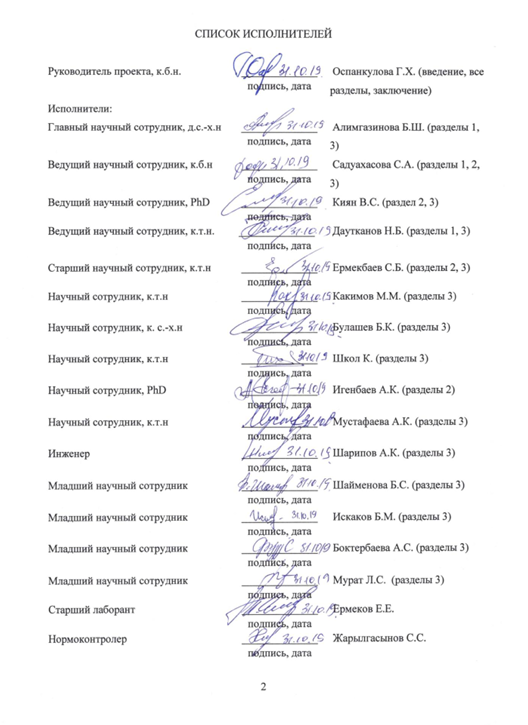 СПИСОК ИСПОЛНИТЕЛЕЙ
Руководитель проекта, к.б.н. 31.10.19 Оспанкулова Г.Х. (введение, все
подпись, дата разделы, заключение)
Исполнители:
Главный научный сотрудник, д.с.-х.н 31.10.19 Алимгазинова Б.Ш. (разделы 1,
подпись, дата 3)
Ведущий научный сотрудник, к.б.н 31.10.19 Садуахасова С.А. (разделы 1, 2,
подпись, дата 3)
Ведущий научный сотрудник, PhD 31.10.19 Киян В.С. (раздел 2, 3)
подпись, дата
Ведущий научный сотрудник, к.т.н. 31.10.19 Даутканов Н.Б. (разделы 1, 3)
подпись, дата
Старший научный сотрудник, к.т.н 31.10.19 Ермекбаев С.Б. (разделы 2, 3)
подпись, дата
Научный сотрудник, к.т.н 31.10.19 Какимов М.М. (разделы 3)
подпись, дата
Научный сотрудник, к. с.-х.н 31.10.19 Булашев Б.К. (разделы 3)
подпись, дата
Научный сотрудник, к.т.н 31.10.19 Школ К. (разделы 3)
подпись, дата
Научный сотрудник, PhD 31.10.19 Игенбаев А.К. (разделы 2)
подпись, дата
Научный сотрудник, к.т.н 31.10.19 Мустафаева А.К. (разделы 3)
подпись, дата
Инженер 31.10.19 Шарипов А.К. (разделы 3)
подпись, дата
Младший научный сотрудник 31.10.19 Шайменова Б.С. (разделы 3)
подпись, дата
Младший научный сотрудник 31.10.19 Искаков Б.М. (разделы 3)
подпись, дата
Младший научный сотрудник 31.10.19 Боктербаева А.С. (разделы 3)
подпись, дата
Младший научный сотрудник 31.10.19 Мурат Л.С. (разделы 3)
подпись, дата
Старший лаборант 31.10.19 Ермеков Е.Е.
подпись, дата
Нормоконтролер 31.10.19 Жарылгасынов С.С.
подпись, дата
2